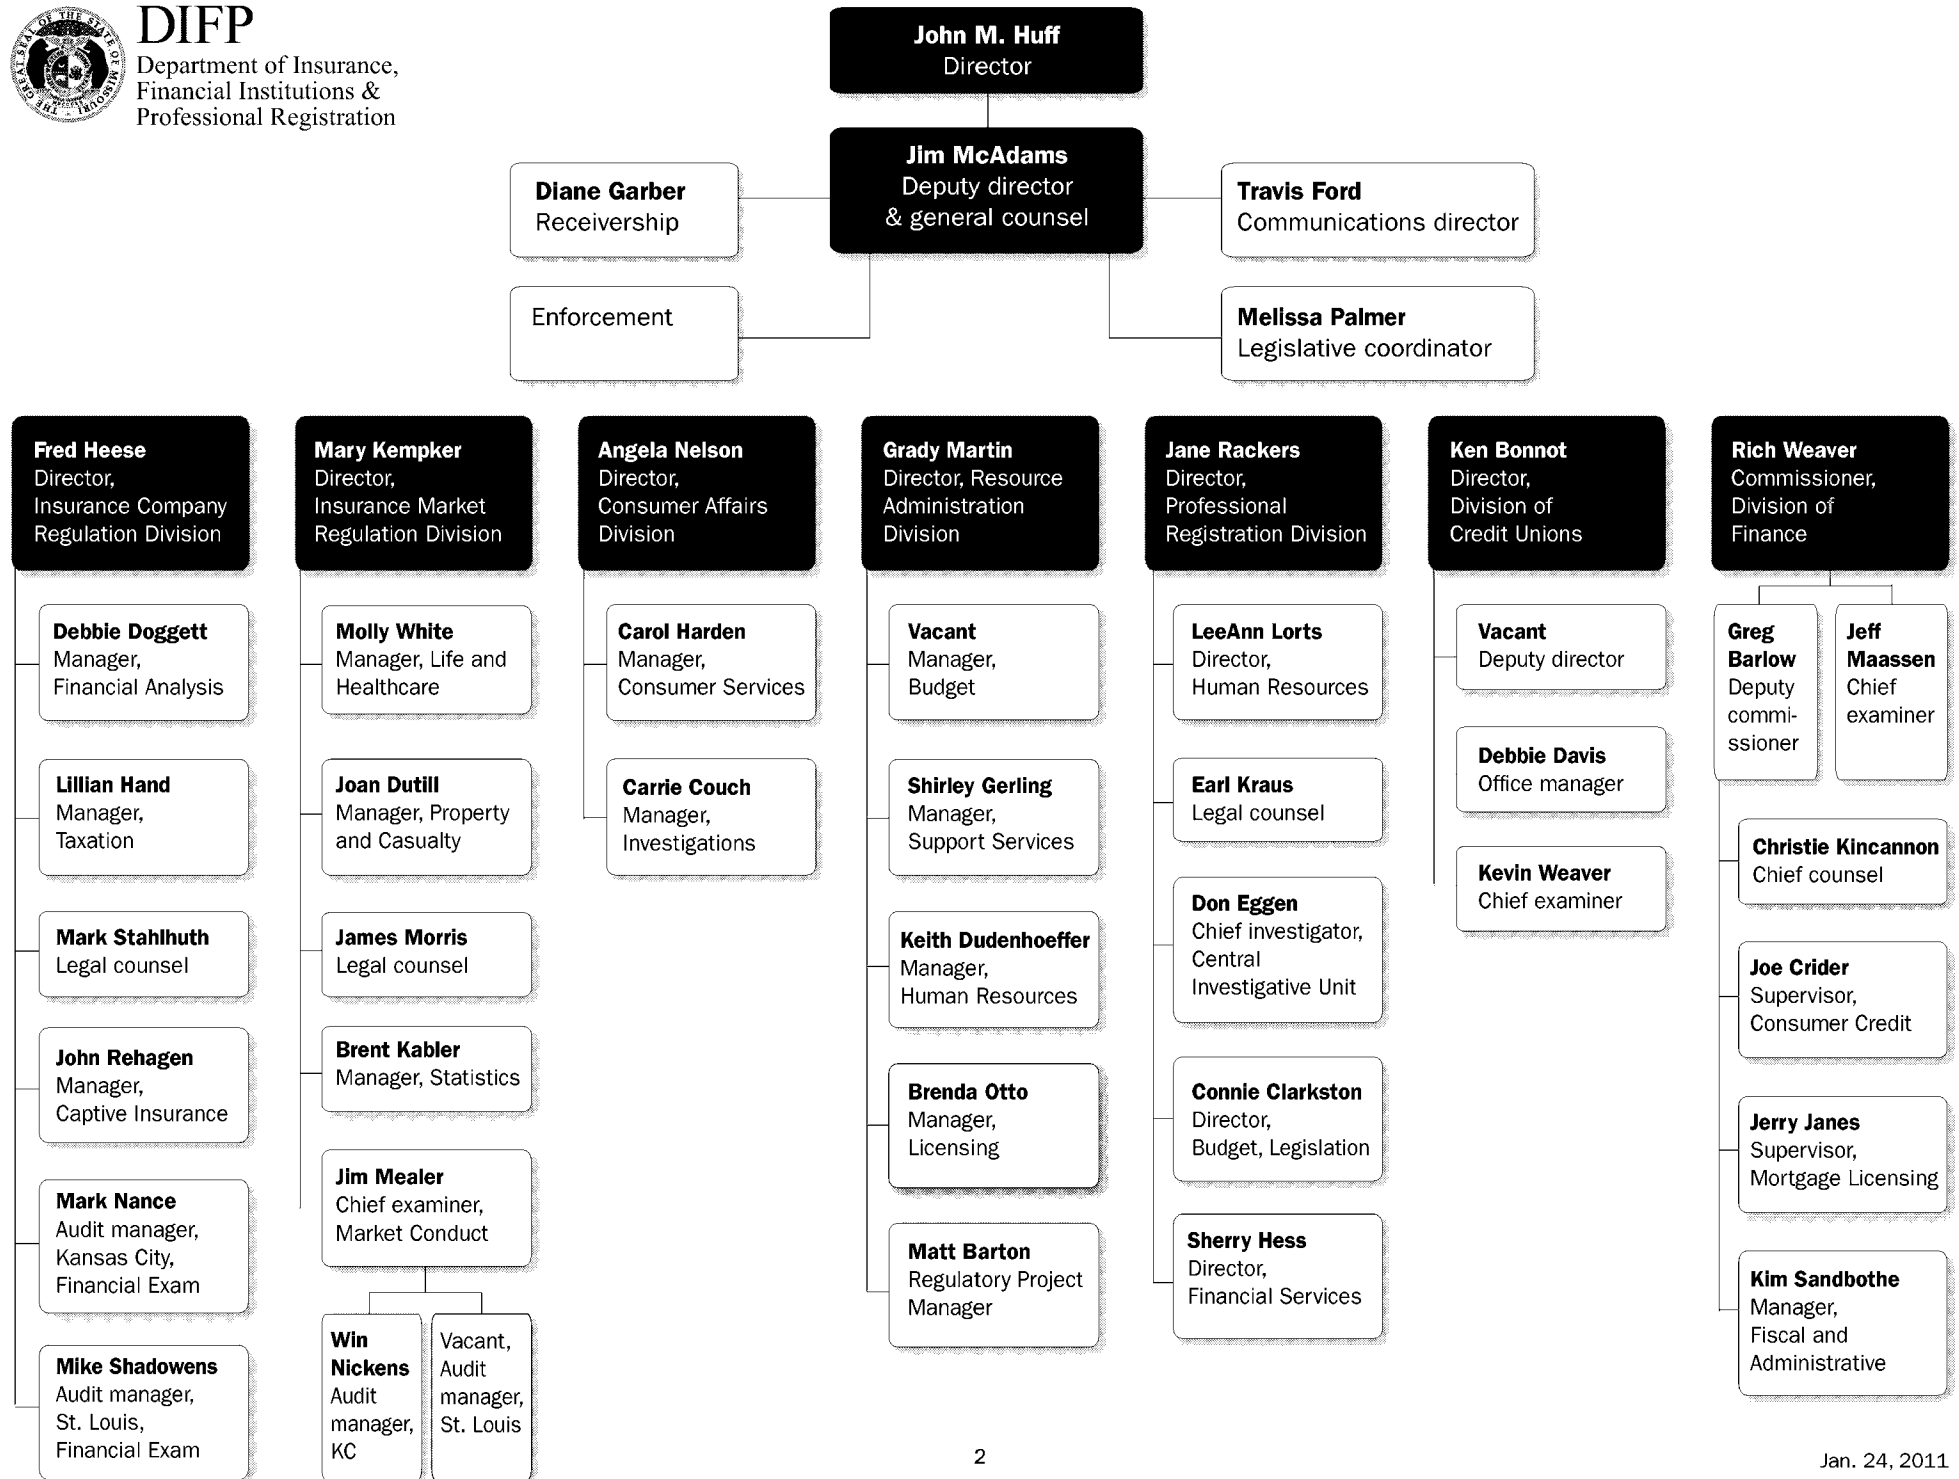 THE GREAT SEAL OF THE STATE OF MISSOURI
DIFP
Department of Insurance,
Financial Institutions &
Professional Registration
John M. Huff
Director
Jim McAdams
Deputy director
& general counsel
Diane Garber
Receivership
Travis Ford
Communications director
Enforcement
Melissa Palmer
Legislative coordinator
Fred Heese
Director,
Insurance Company
Regulation Division
Debbie Doggett
Manager,
Financial Analysis
Lillian Hand
Manager,
Taxation
Mark Stahlhuth
Legal counsel
John Rehagen
Manager,
Captive Insurance
Mark Nance
Audit manager,
Kansas City,
Financial Exam
Mike Shadowens
Audit manager,
St. Louis,
Financial Exam
Mary Kempker
Director,
Insurance Market
Regulation Division
Molly White
Manager, Life and
Healthcare
Joan Dutill
Manager, Property
and Casualty
James Morris
Legal counsel
Brent Kabler
Manager, Statistics
Jim Mealer
Chief examiner,
Market Conduct
Win
Nickens
Audit
manager,
KC
Vacant,
Audit
manager,
St. Louis
Angela Nelson
Director,
Consumer Affairs
Division
Carol Harden
Manager,
Consumer Services
Carrie Couch
Manager,
Investigations
Grady Martin
Director, Resource
Administration
Division
Vacant
Manager,
Budget
Shirley Gerling
Manager,
Support Services
Keith Dudenhoeffer
Manager,
Human Resources
Brenda Otto
Manager,
Licensing
Matt Barton
Regulatory Project
Manager
Jane Rackers
Director,
Professional
Registration Division
LeeAnn Lorts
Director,
Human Resources
Earl Kraus
Legal counsel
Don Eggen
Chief investigator,
Central
Investigative Unit
Connie Clarkston
Director,
Budget, Legislation
Sherry Hess
Director,
Financial Services
Ken Bonnot
Director,
Division of
Credit Unions
Vacant
Deputy director
Debbie Davis
Office manager
Kevin Weaver
Chief examiner
Rich Weaver
Commissioner,
Division of
Finance
Greg
Barlow
Deputy
commi-
ssioner
Jeff
Maassen
Chief
examiner
Christie Kincannon
Chief counsel
Joe Crider
Supervisor,
Consumer Credit
Jerry Janes
Supervisor,
Mortgage Licensing
Kim Sandbothe
Manager,
Fiscal and
Administrative
2
Jan. 24, 2011